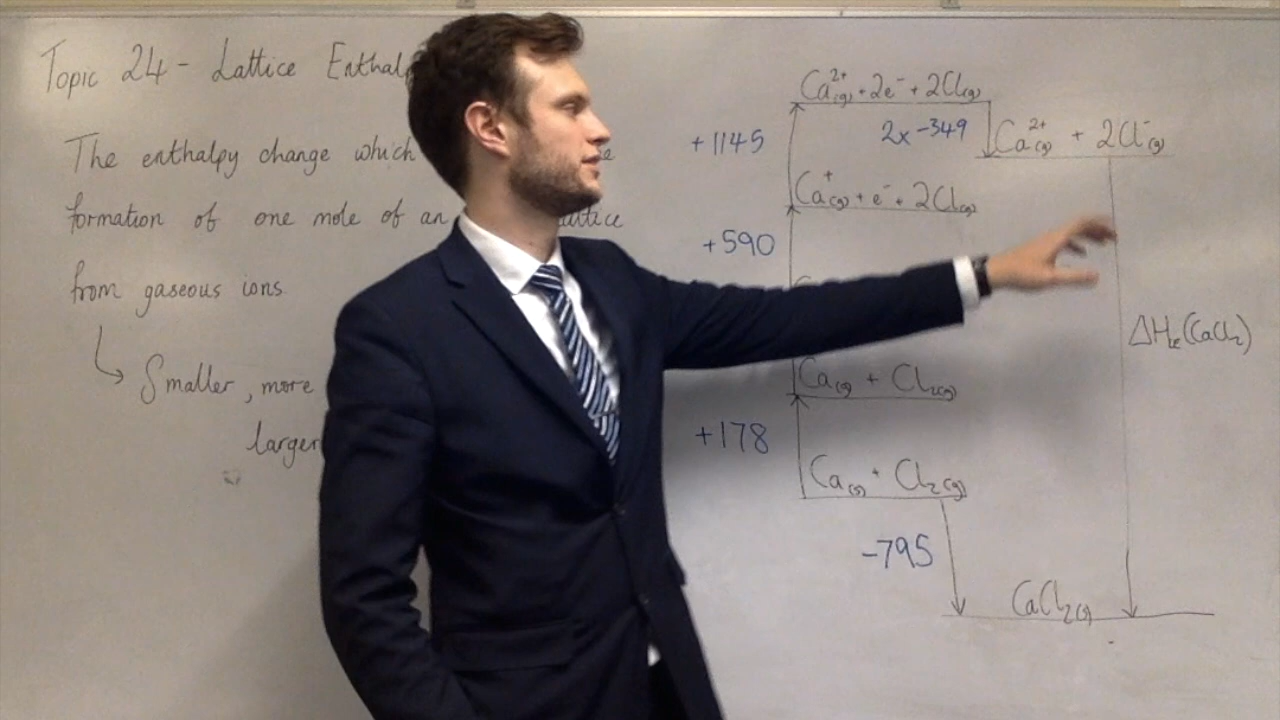 Topic 24 - Lattice Enthalp
The enthalpy change which
formation of one mole of an
from gaseous ions
↳ Smaller, more
larger
Ca²⁺(g) + 2e⁻ + 2Cl(g)
+1145
2x -349
Ca²⁺(g) + 2Cl⁻(g)
Ca⁺(g) + e⁻ + 2Cl(g)
+590
ΔHLE(CaCl₂)
Ca(g) + Cl₂(g)
+178
Ca(s) + Cl₂(g)
-795
CaCl₂(s)